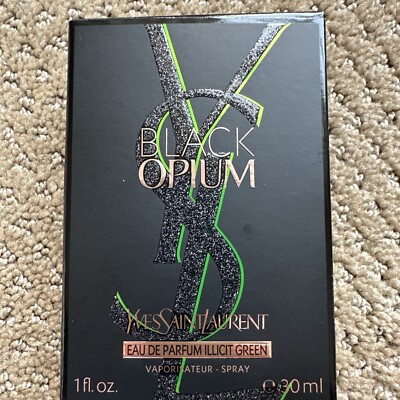 BLACK
OPIUM
YVESSAINTLAURENT
EAU DE PARFUM ILLICIT GREEN
VAPORISATEUR - SPRAY
1 fl. oz. ℮ 30 ml